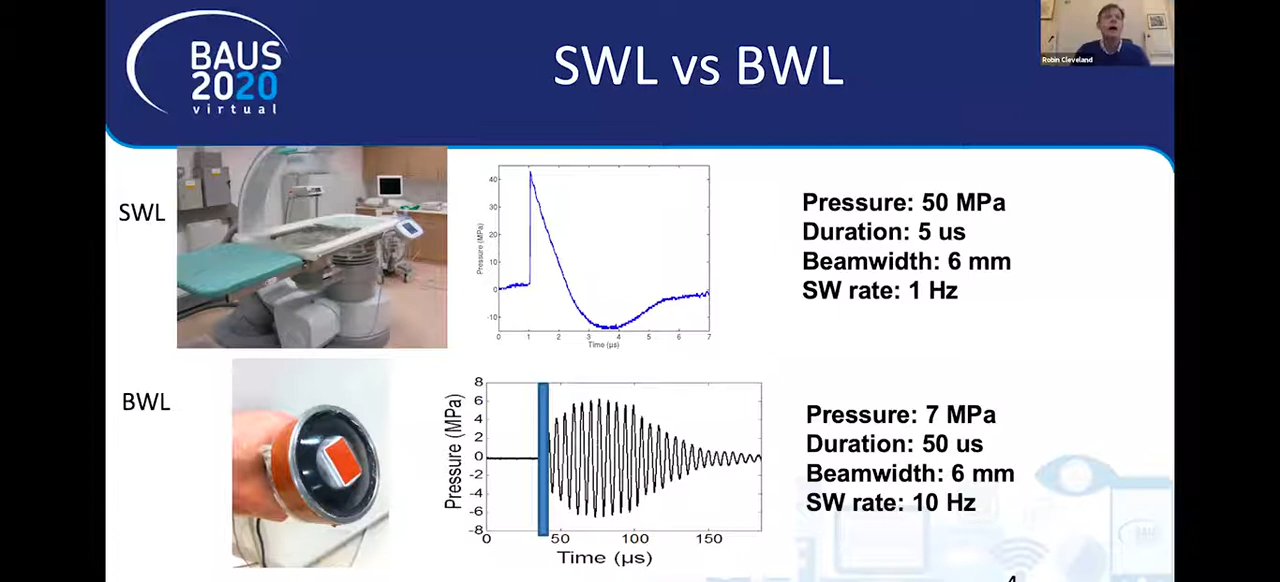 BAUS
2020
virtual
SWL vs BWL
Robin Cleveland
SWL
40
30
20
10
0
-10
Pressure (MPa)
0 1 2 3 4 5 6 7
Time (µs)
Pressure: 50 MPa
Duration: 5 us
Beamwidth: 6 mm
SW rate: 1 Hz
BWL
8
6
4
2
0
-2
-4
-6
-8
Pressure (MPa)
0 50 100 150
Time (µs)
Pressure: 7 MPa
Duration: 50 us
Beamwidth: 6 mm
SW rate: 10 Hz